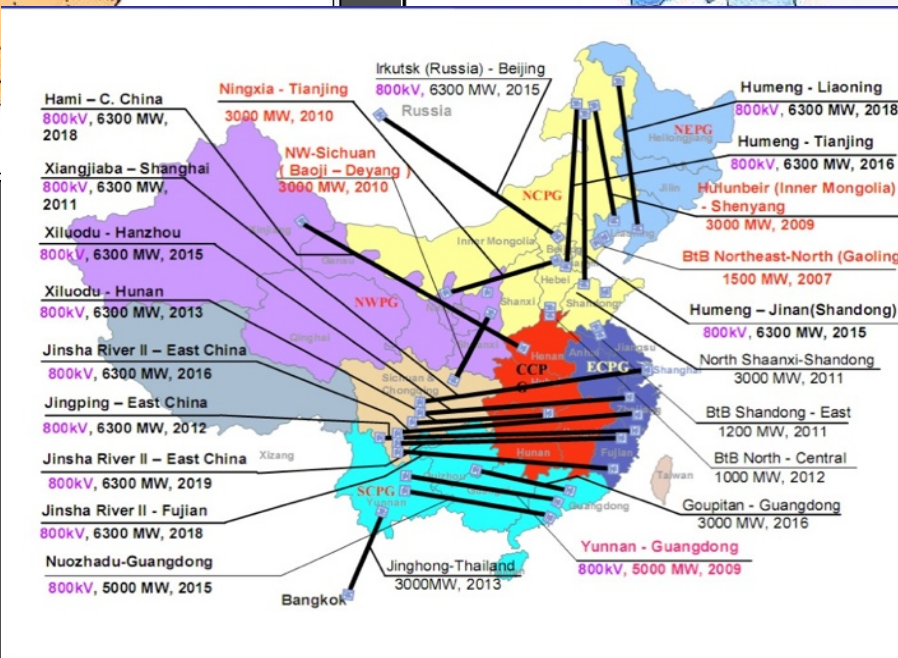 Irkutsk (Russia) - Beijing
800kV, 6300 MW, 2015
Russia
Hami – C. China
800kV, 6300 MW,
2018
Ningxia - Tianjing
3000 MW, 2010
NW-Sichuan
( Baoji – Deyang )
3000 MW, 2010
Xiangjiaba – Shanghai
800kV, 6300 MW,
2011
Xiluodu - Hanzhou
800kV, 6300 MW, 2015
Xiluodu - Hunan
800kV, 6300 MW, 2013
Jinsha River II – East China
800kV, 6300 MW, 2016
Jingping – East China
800kV, 6300 MW, 2012
Jinsha River II – East China
800kV, 6300 MW, 2019
Jinsha River II - Fujian
800kV, 6300 MW, 2018
Nuozhadu-Guangdong
800kV, 5000 MW, 2015
Humeng - Liaoning
800kV, 6300 MW, 2018
Humeng - Tianjing
800kV, 6300 MW, 2016
Hulunbeir (Inner Mongolia)
- Shenyang
3000 MW, 2009
BtB Northeast-North (Gaoling
1500 MW, 2007
Humeng – Jinan(Shandong)
800kV, 6300 MW, 2015
North Shaanxi-Shandong
3000 MW, 2011
BtB Shandong - East
1200 MW, 2011
BtB North - Central
1000 MW, 2012
Goupitan - Guangdong
3000 MW, 2016
Yunnan - Guangdong
800kV, 5000 MW, 2009
Jinghong-Thailand
3000MW, 2013
Bangkok
NEPG
Heilongjiang
Jilin
Liaoning
NCPG
Inner Mongolia
Hebei
Shanxi
Shandong
NWPG
Xinjiang
Gansu
Qinghai
Xizang
Sichuan &
Chongqing
CCP
G
Henan
Hunan
ECPG
Anhui
Jiangsu
Shanghai
Fujian
Taiwan
SCPG
Yunnan
Guizhou
Guangdong